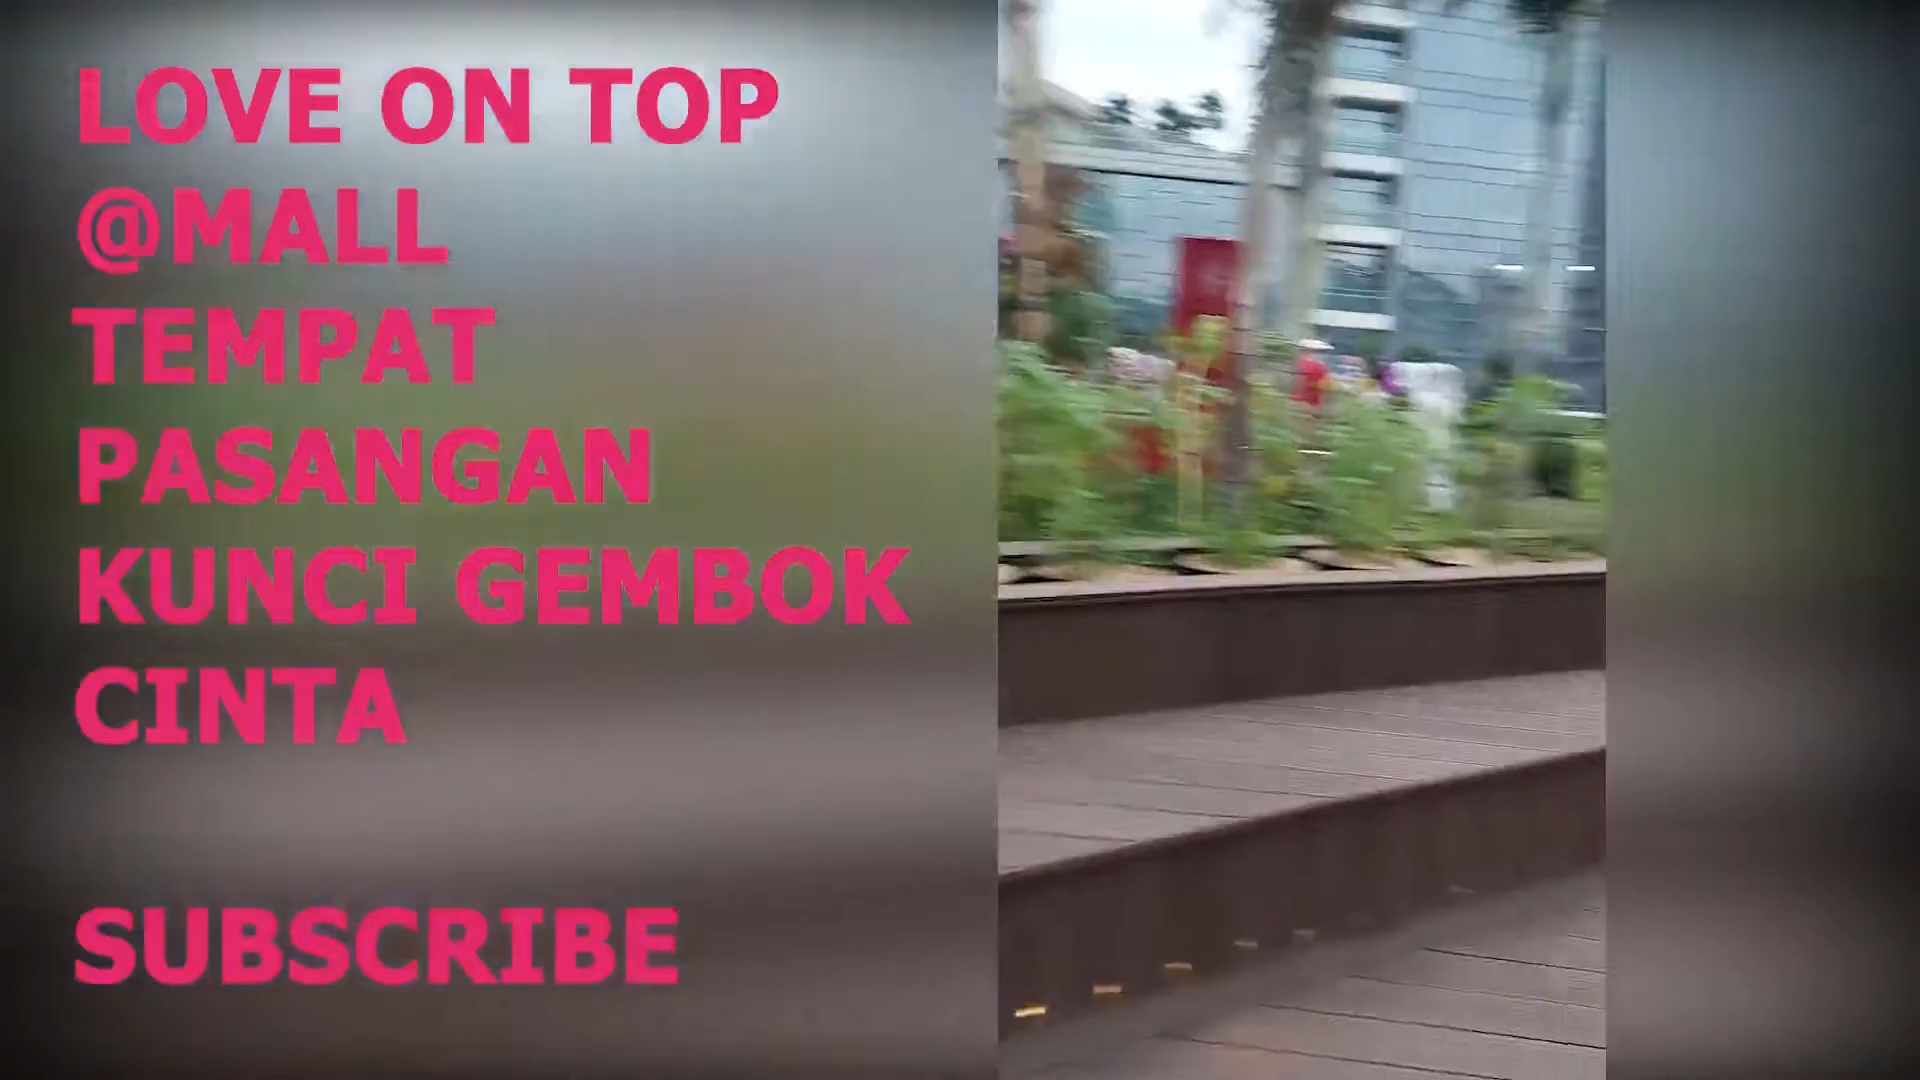 LOVE ON TOP
@MALL
TEMPAT
PASANGAN
KUNCI GEMBOK
CINTA
SUBSCRIBE